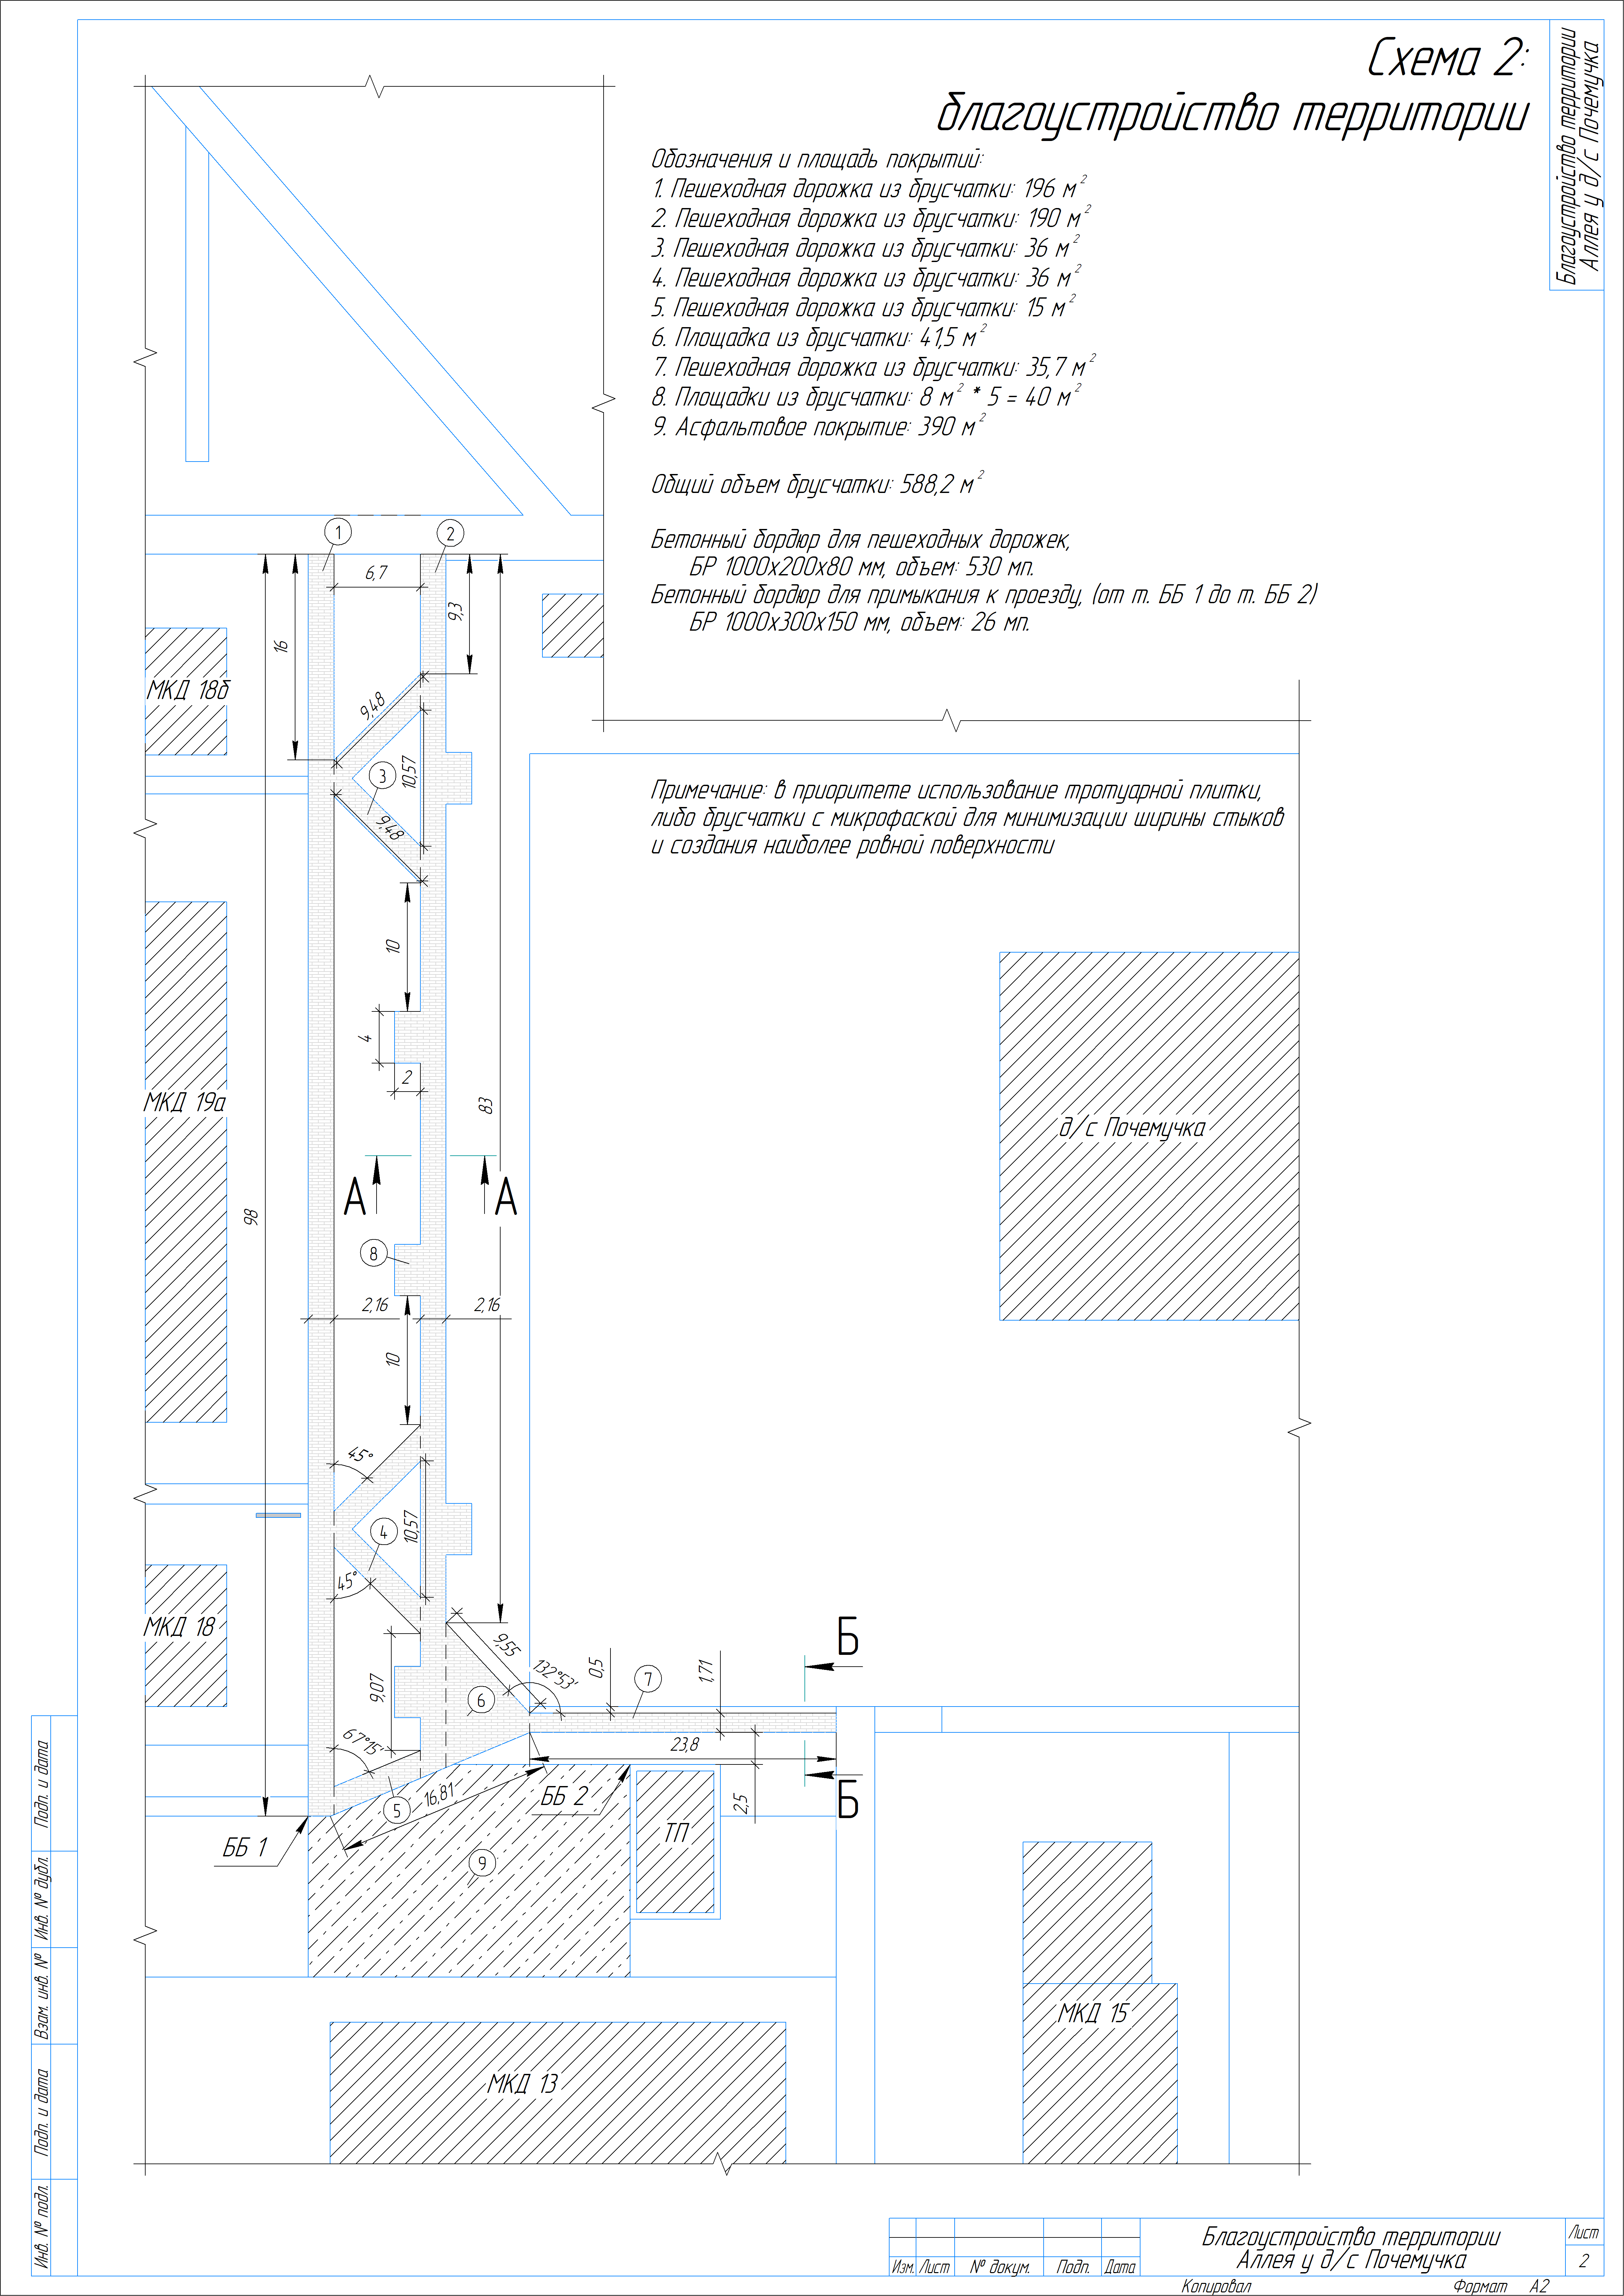 Схема 2:
благоустройство территории
Благоустройство территории
Аллея у д/с Почемучка
Обозначения и площадь покрытий:
1. Пешеходная дорожка из брусчатки: 196 м²
2. Пешеходная дорожка из брусчатки: 190 м²
3. Пешеходная дорожка из брусчатки: 36 м²
4. Пешеходная дорожка из брусчатки: 36 м²
5. Пешеходная дорожка из брусчатки: 15 м²
6. Площадка из брусчатки: 41,5 м²
7. Пешеходная дорожка из брусчатки: 35,7 м²
8. Площадки из брусчатки: 8 м² * 5 = 40 м²
9. Асфальтовое покрытие: 390 м²
Общий объем брусчатки: 588,2 м²
Бетонный бордюр для пешеходных дорожек,
БР 1000х200х80 мм, объем: 530 мп.
Бетонный бордюр для примыкания к проезду, (от т. ББ 1 до т. ББ 2)
БР 1000х300х150 мм, объем: 26 мп.
Примечание: в приоритете использование тротуарной плитки,
либо брусчатки с микрофаской для минимизации ширины стыков
и создания наиболее ровной поверхности
1
2
6,7
9,3
16
МКД 18б
9,48
3
10,57
9,48
10
4
2
МКД 19а
83
д/с Почемучка
А
А
98
8
2,16
2,16
10
45°
4
10,57
45°
МКД 18
9,55
132°53'
0,5
7
1,71
Б
9,07
6
67°15'
23,8
16,81
5
ББ 2
2,5
Б
ББ 1
ТП
9
МКД 15
МКД 13
Подп. и дата
Инв. № дубл.
Взам. инв. №
Подп. и дата
Инв. № подл.
Изм.
Лист
№ докум.
Подп.
Дата
Благоустройство территории
Аллея у д/с Почемучка
Лист
2
Копировал
Формат А2